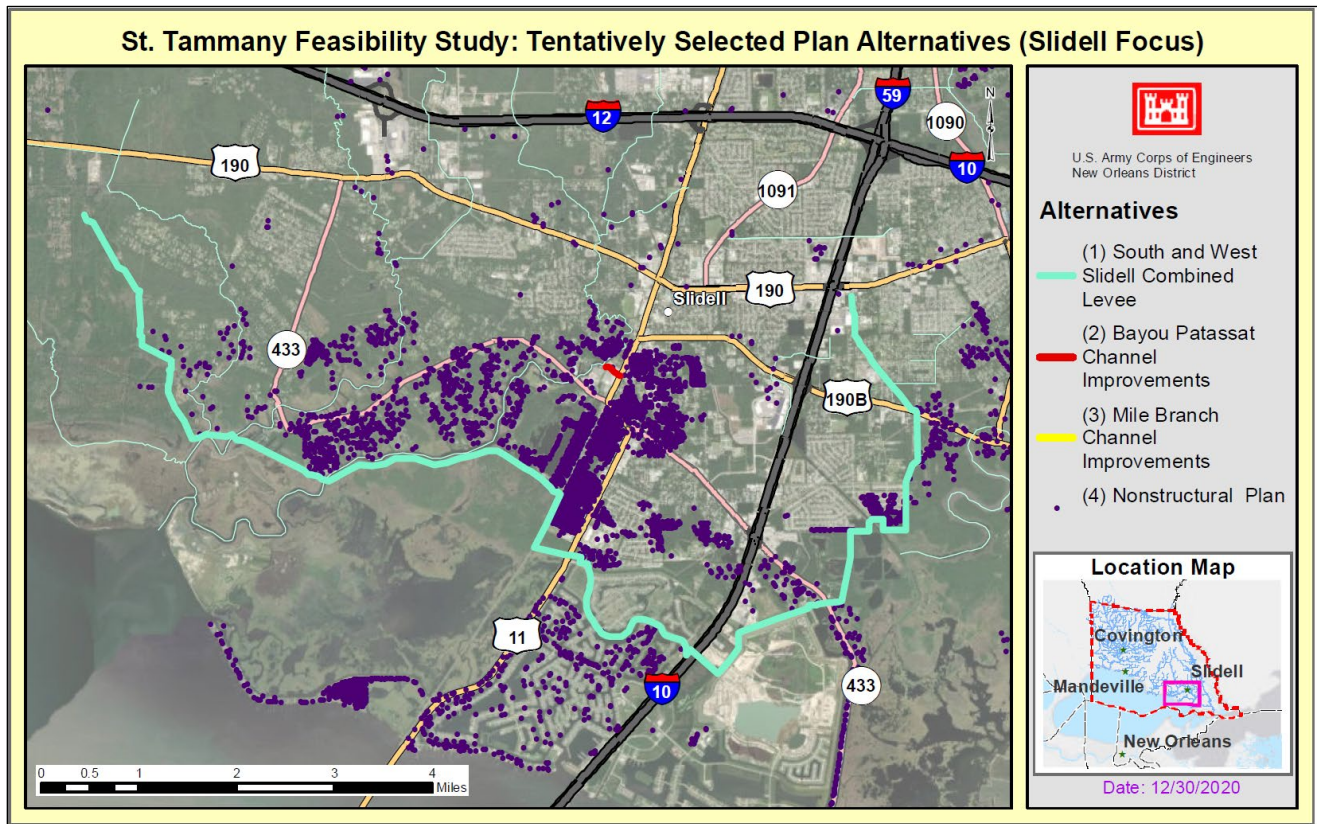 St. Tammany Feasibility Study: Tentatively Selected Plan Alternatives (Slidell Focus)
59
12
1090
N
190
10
1091
190
Slidell
433
190B
11
10
433
0 0.5 1 2 3 4
Miles
U.S. Army Corps of Engineers
New Orleans District
Alternatives
(1) South and West
Slidell Combined
Levee
(2) Bayou Patassat
Channel
Improvements
(3) Mile Branch
Channel
Improvements
(4) Nonstructural Plan
Location Map
Covington
Slidell
Mandeville
New Orleans
Date: 12/30/2020